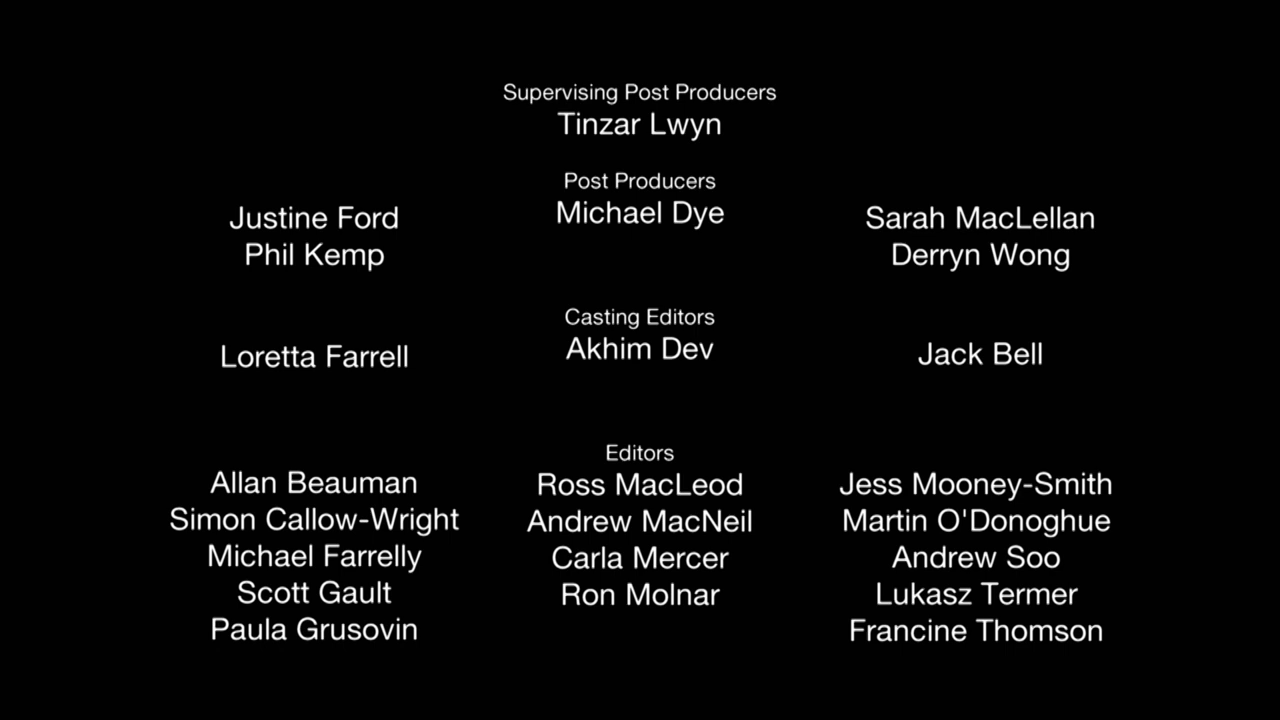 Supervising Post Producers
Tinzar Lwyn
Post Producers
Justine Ford Michael Dye Sarah MacLellan
Phil Kemp Derryn Wong
Casting Editors
Loretta Farrell Akhim Dev Jack Bell
Editors
Allan Beauman Ross MacLeod Jess Mooney-Smith
Simon Callow-Wright Andrew MacNeil Martin O'Donoghue
Michael Farrelly Carla Mercer Andrew Soo
Scott Gault Ron Molnar Lukasz Termer
Paula Grusovin Francine Thomson